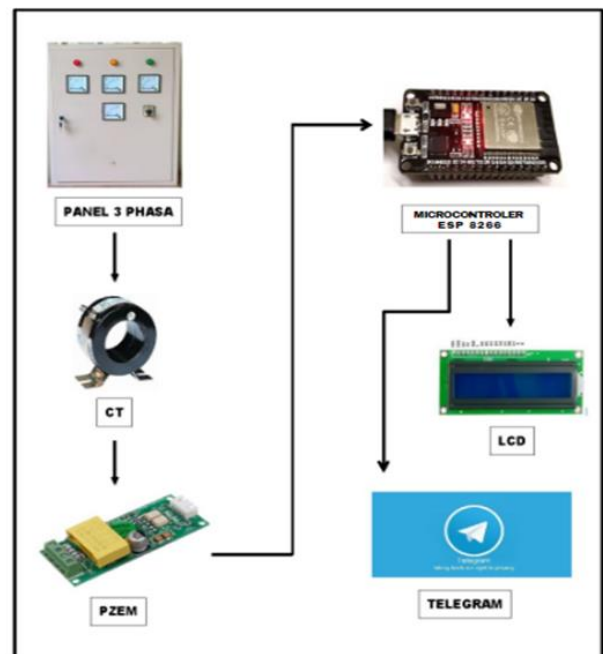 PANEL 3 PHASA
CT
PZEM
MICROCONTROLER
ESP 8266
LCD
Telegram
TELEGRAM